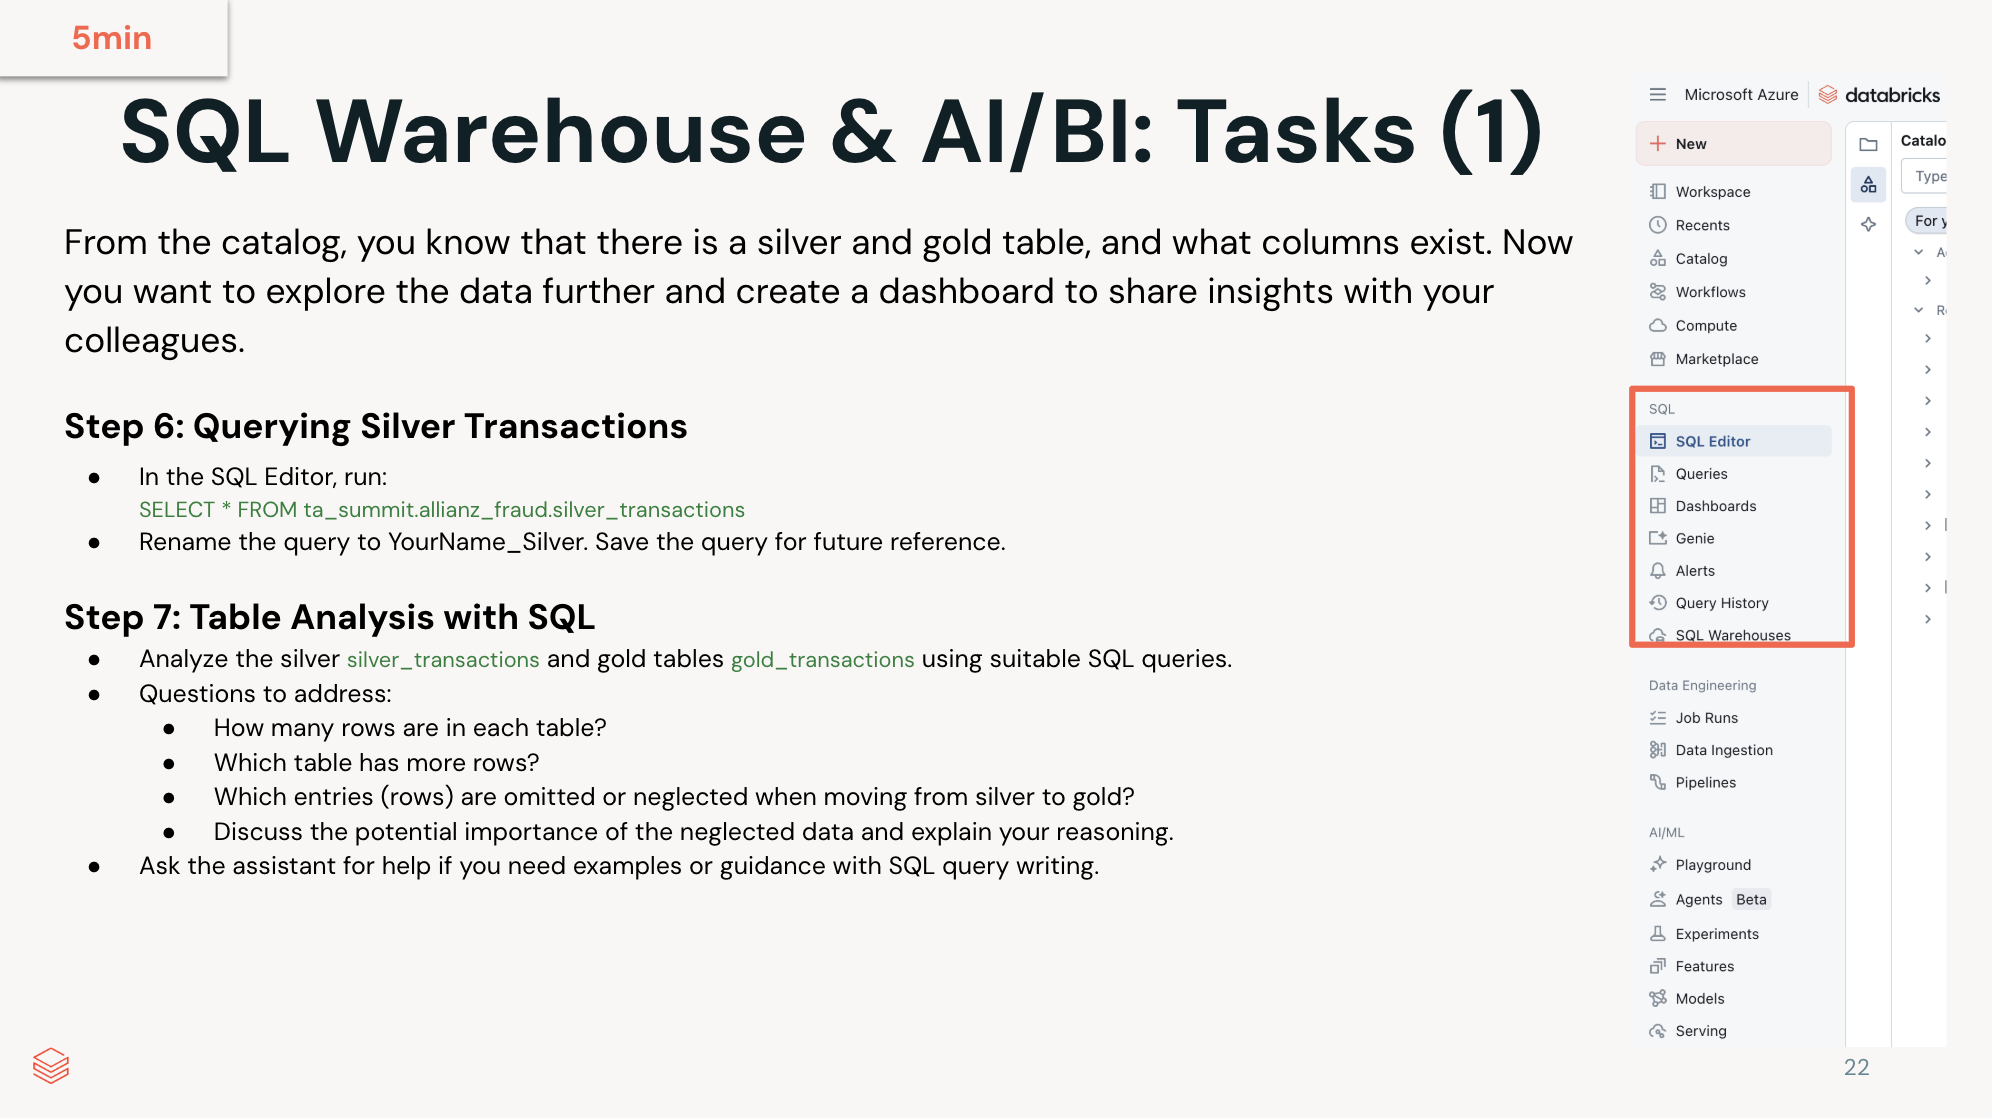 5min
SQL Warehouse & AI/BI: Tasks (1)
From the catalog, you know that there is a silver and gold table, and what columns exist. Now
you want to explore the data further and create a dashboard to share insights with your
colleagues.
Step 6: Querying Silver Transactions
● In the SQL Editor, run:
SELECT * FROM ta_summit.allianz_fraud.silver_transactions
● Rename the query to YourName_Silver. Save the query for future reference.
Step 7: Table Analysis with SQL
● Analyze the silver silver_transactions and gold tables gold_transactions using suitable SQL queries.
● Questions to address:
● How many rows are in each table?
● Which table has more rows?
● Which entries (rows) are omitted or neglected when moving from silver to gold?
● Discuss the potential importance of the neglected data and explain your reasoning.
● Ask the assistant for help if you need examples or guidance with SQL query writing.
Microsoft Azure databricks
New
Workspace
Recents
Catalog
Workflows
Compute
Marketplace
SQL
SQL Editor
Queries
Dashboards
Genie
Alerts
Query History
SQL Warehouses
Data Engineering
Job Runs
Data Ingestion
Pipelines
AI/ML
Playground
Agents Beta
Experiments
Features
Models
Serving
Catalo
Type
For y
22